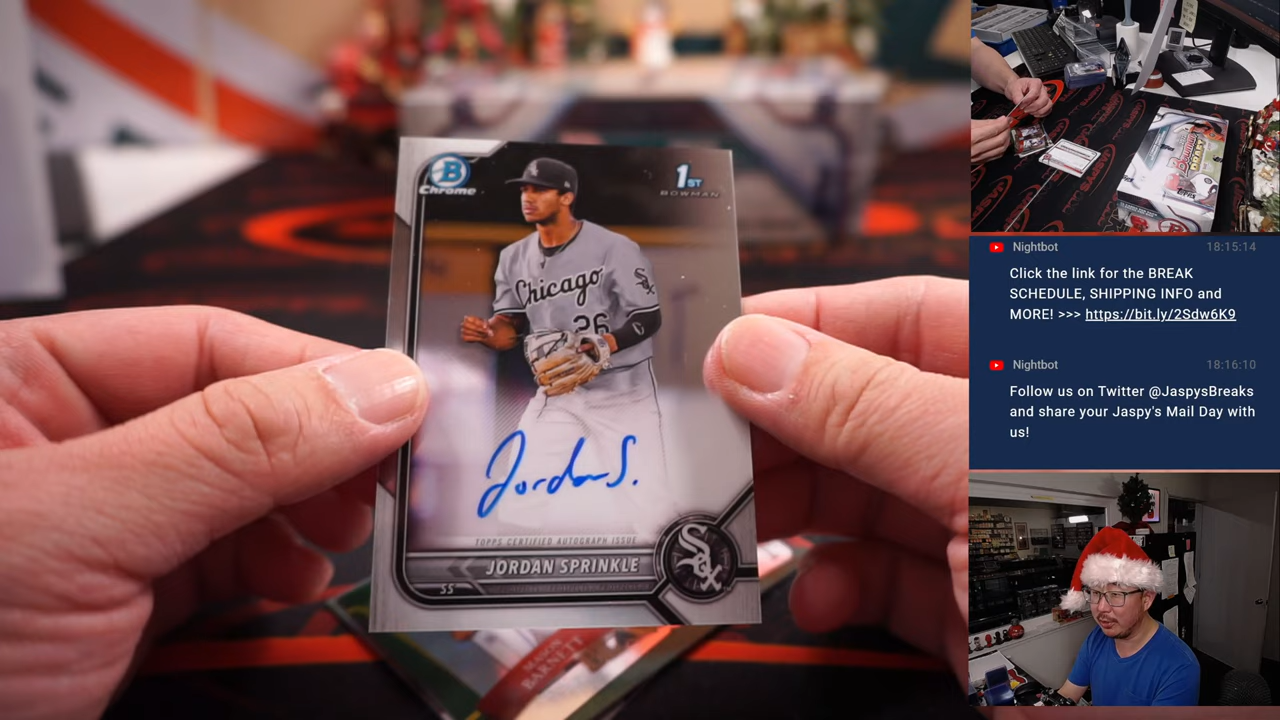 B
Chrome
1ST
BOWMAN
Chicago
26
Jordan S.
TOPPS CERTIFIED AUTOGRAPH ISSUE
JORDAN SPRINKLE
SS
BARNETT
Nightbot
18:15:14
Click the link for the BREAK
SCHEDULE, SHIPPING INFO and
MORE! >>> https://bit.ly/2Sdw6K9
Nightbot
18:16:10
Follow us on Twitter @JaspysBreaks
and share your Jaspy's Mail Day with
us!